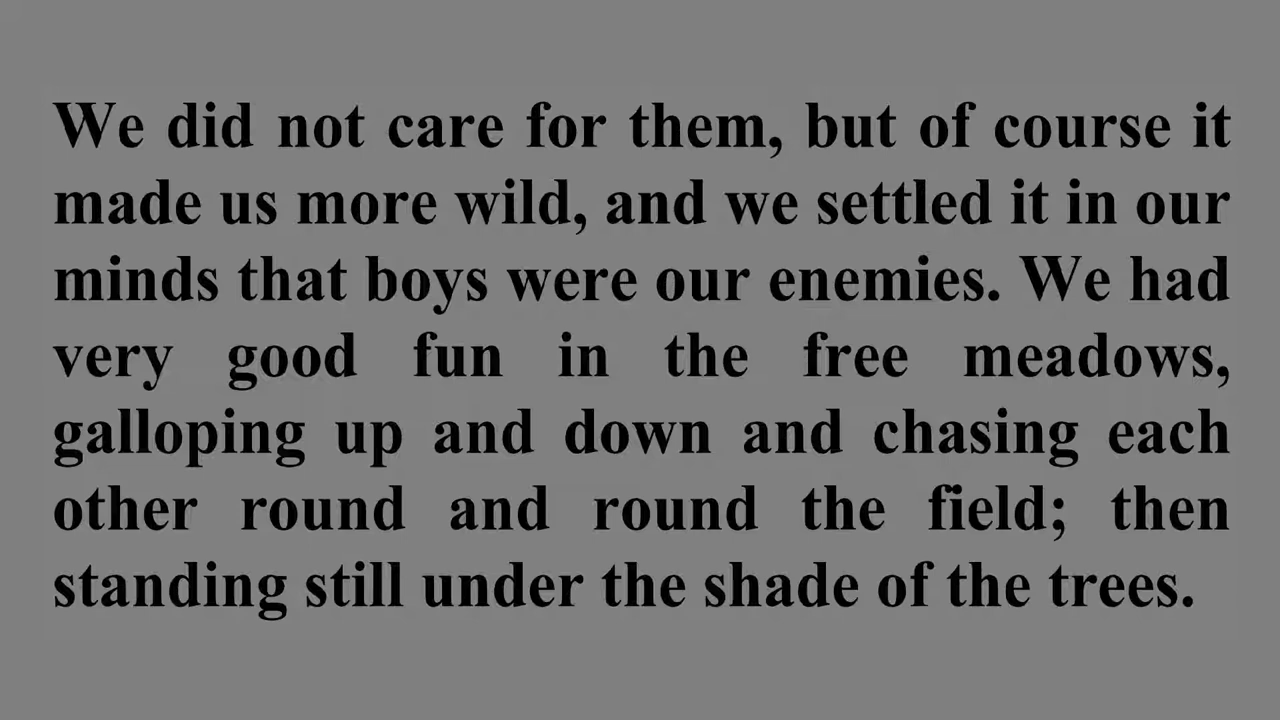 We did not care for them, but of course it
made us more wild, and we settled it in our
minds that boys were our enemies. We had
very good fun in the free meadows,
galloping up and down and chasing each
other round and round the field; then
standing still under the shade of the trees.